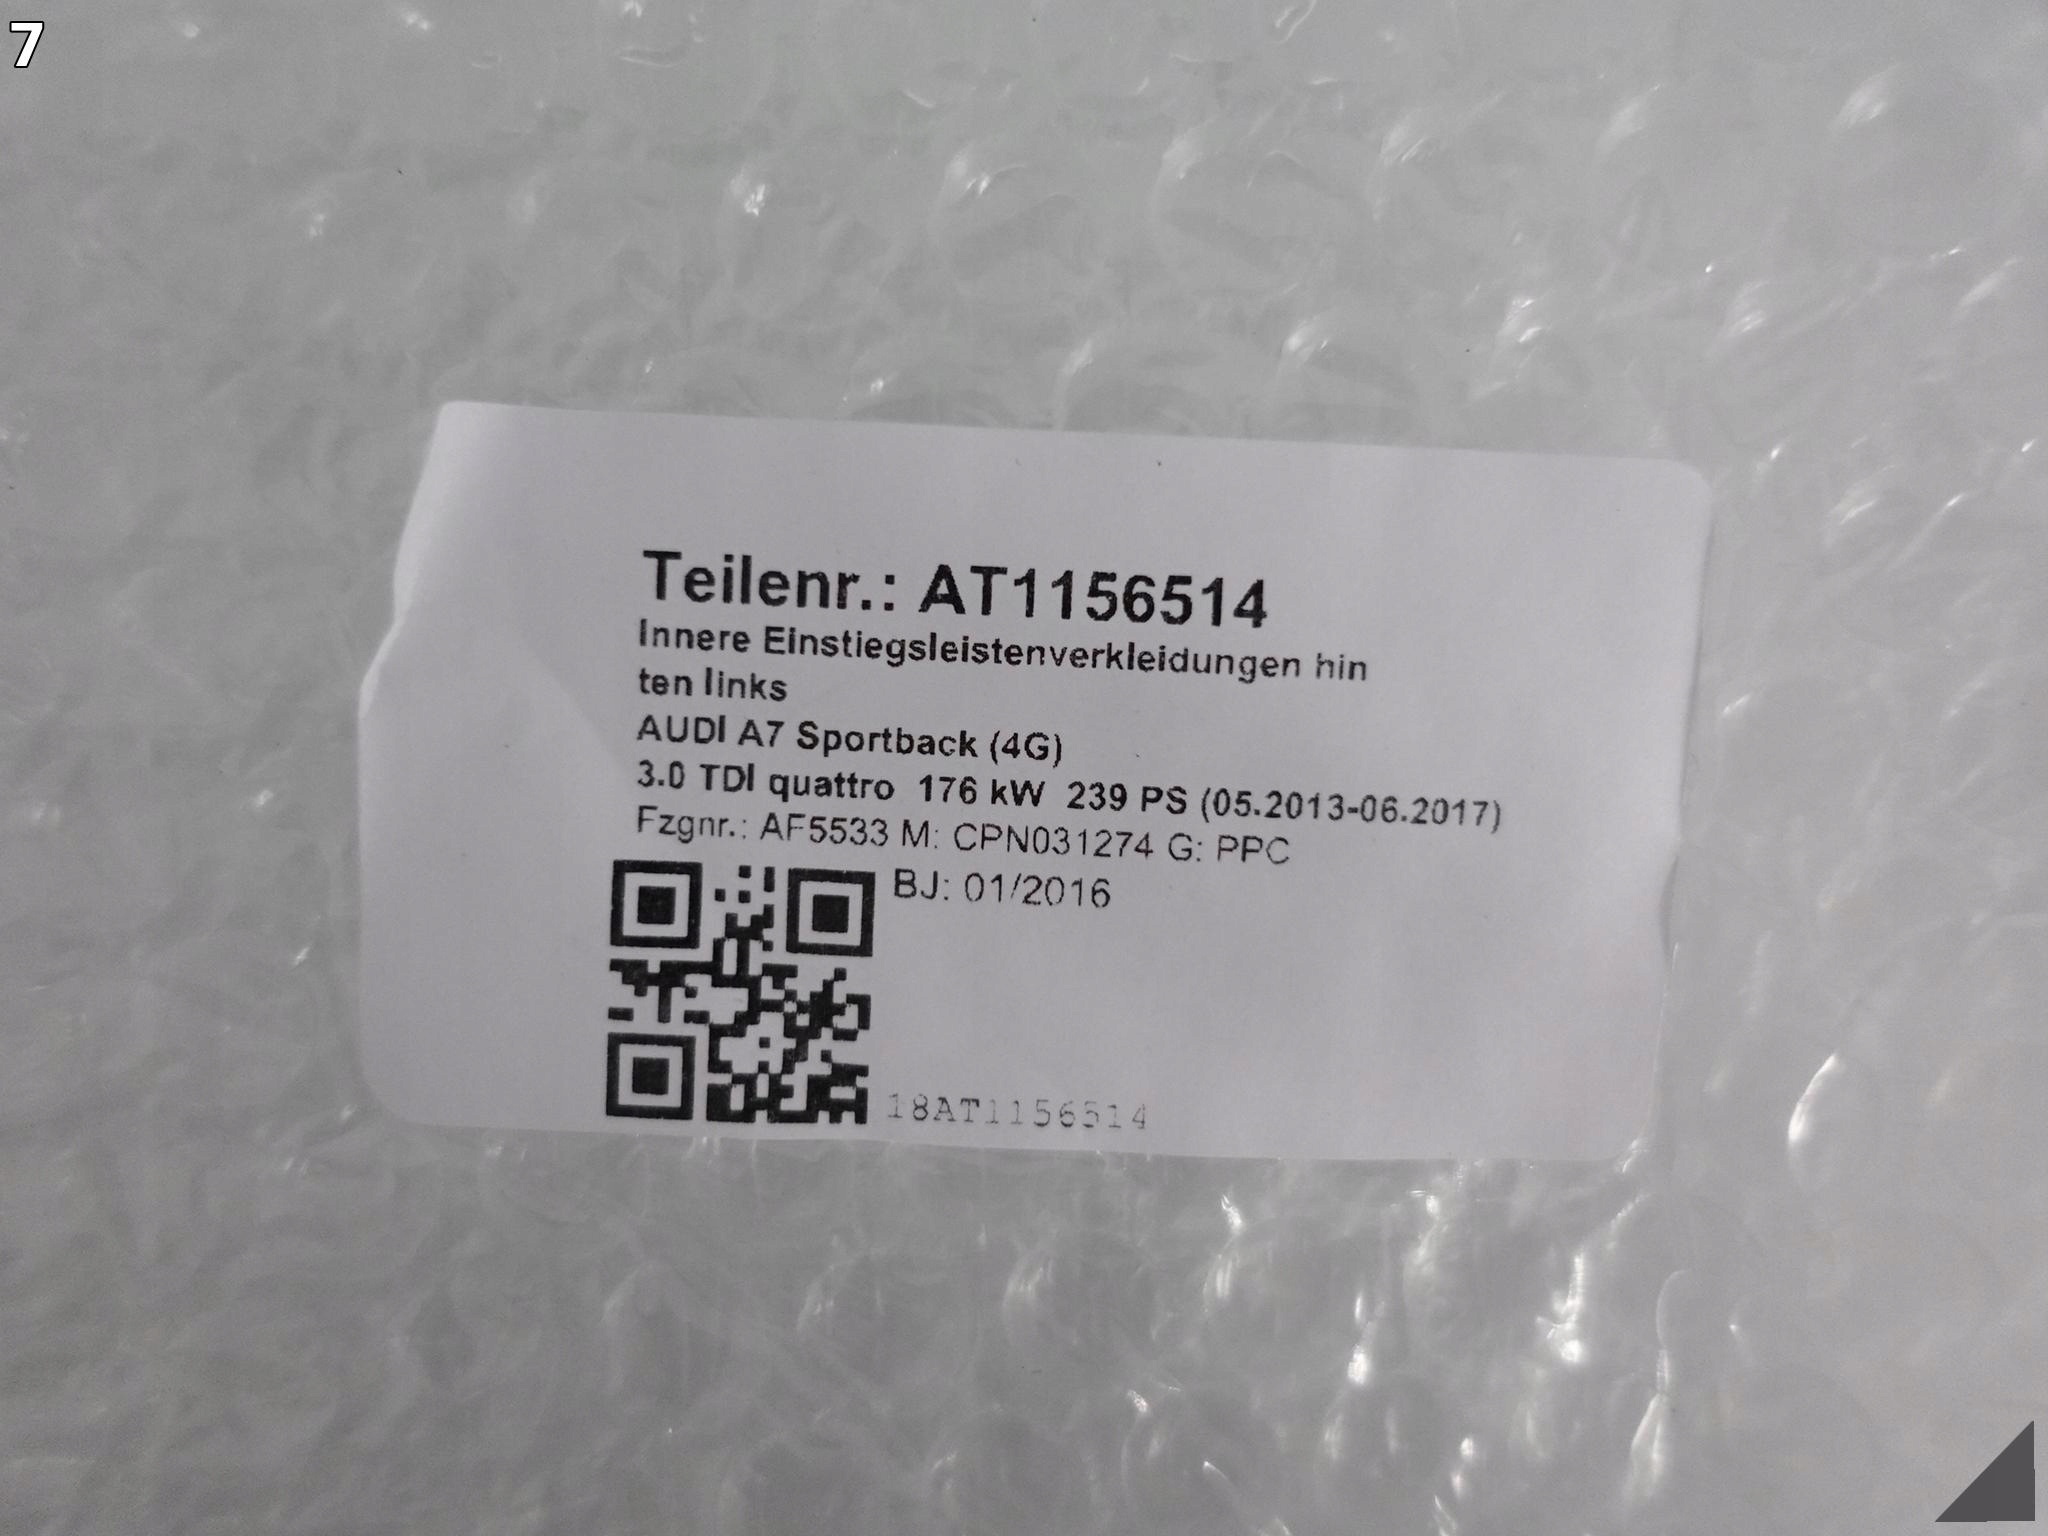 7
Teilenr.: AT1156514
Innere Einstiegsleistenverkleidungen hin
ten links
AUDI A7 Sportback (4G)
3.0 TDI quattro 176 kW 239 PS (05.2013-06.2017)
Fzgnr.: AF5533 M: CPN031274 G: PPC
BJ: 01/2016
18AT1156514